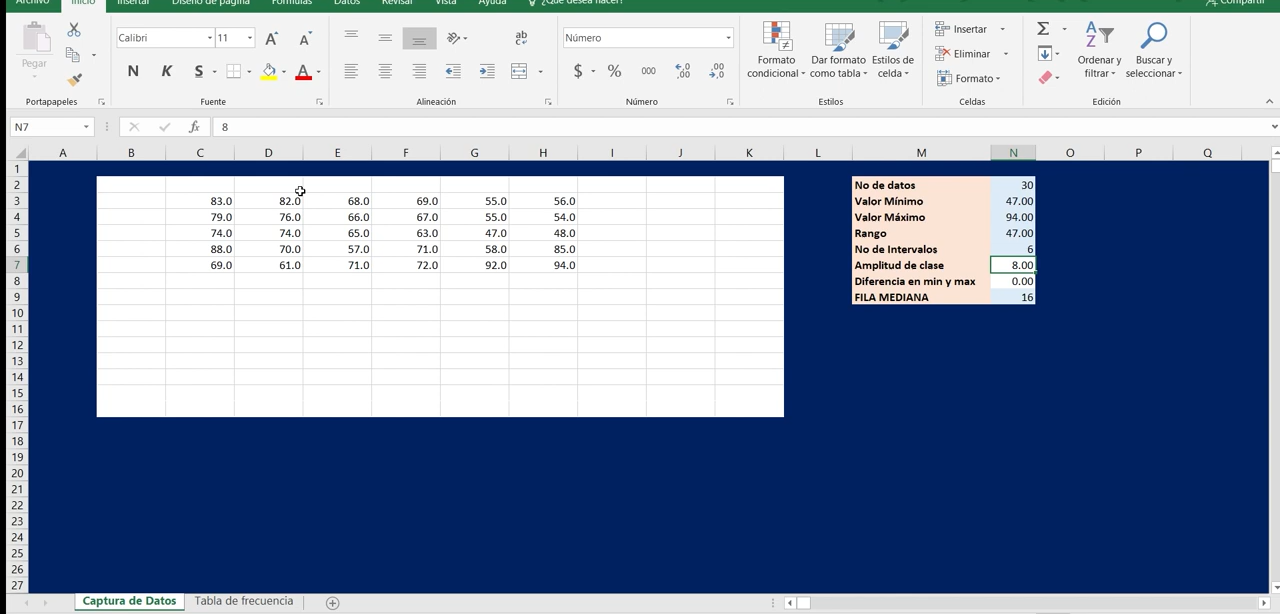 Archivo Inicio Insertar Diseño de página Fórmulas Datos Revisar Vista Ayuda ¿Qué desea hacer? Compartir
Pegar
Portapapeles
Calibri 11 A A
N K S A
Fuente
ab
Alineación
Número
$ % 000
Número
Formato condicional
Dar formato como tabla
Estilos de celda
Estilos
Insertar
Eliminar
Formato
Celdas
Σ
Ordenar y filtrar
Buscar y seleccionar
Edición
N7 fx 8
A B C D E F G H I J K L M N O P Q
1
2 No de datos 30
3 83.0 82.0 68.0 69.0 55.0 56.0 Valor Mínimo 47.00
4 79.0 76.0 66.0 67.0 55.0 54.0 Valor Máximo 94.00
5 74.0 74.0 65.0 63.0 47.0 48.0 Rango 47.00
6 88.0 70.0 57.0 71.0 58.0 85.0 No de Intervalos 6
7 69.0 61.0 71.0 72.0 92.0 94.0 Amplitud de clase 8.00
8 Diferencia en min y max 0.00
9 FILA MEDIANA 16
10
11
12
13
14
15
16
17
18
19
20
21
22
23
24
25
26
27
Captura de Datos Tabla de frecuencia